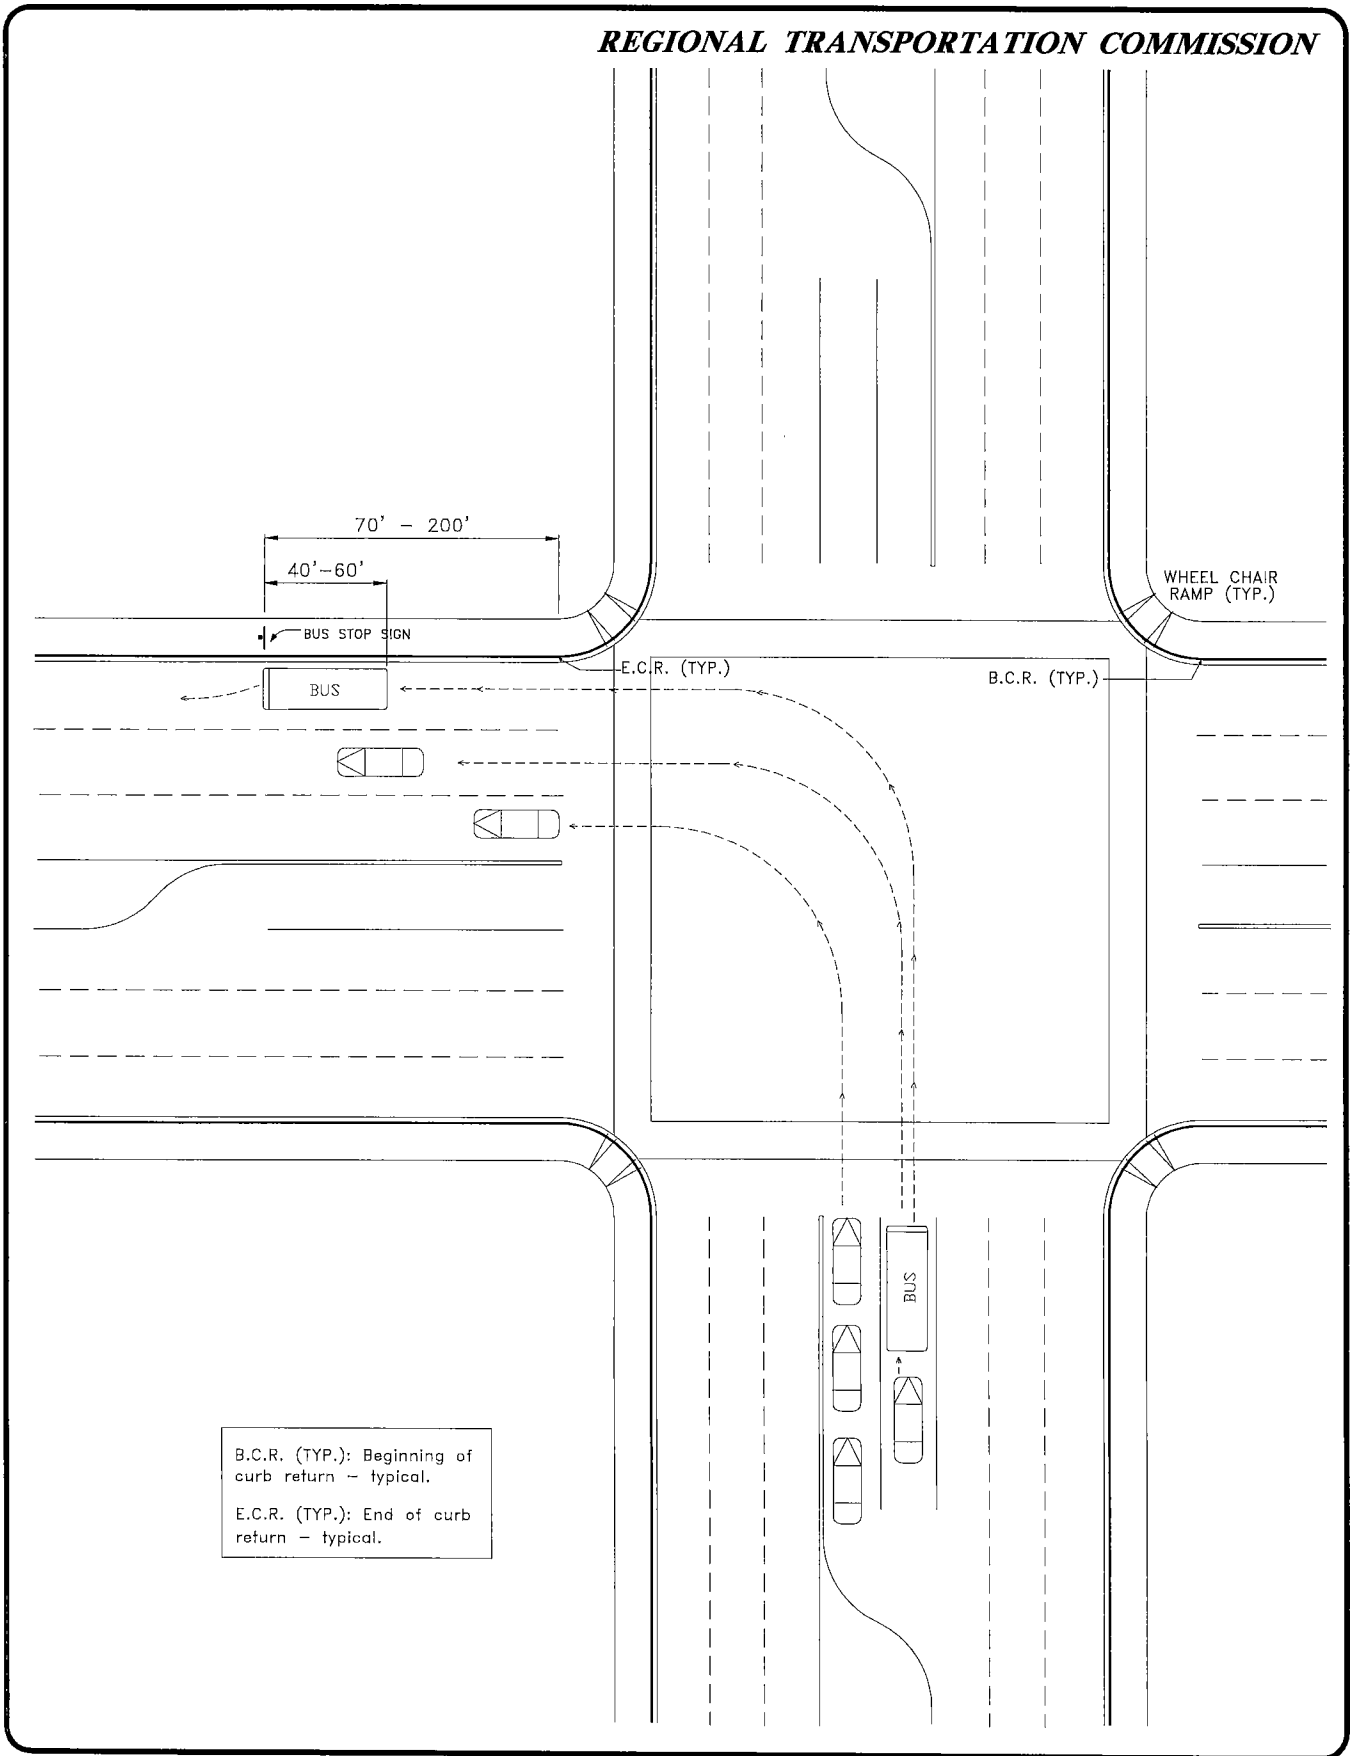 REGIONAL TRANSPORTATION COMMISSION
70' – 200'
40'-60'
WHEEL CHAIR
RAMP (TYP.)
BUS STOP SIGN
E.C.R. (TYP.)
B.C.R. (TYP.)
BUS
BUS
B.C.R. (TYP.): Beginning of
curb return – typical.
E.C.R. (TYP.): End of curb
return – typical.